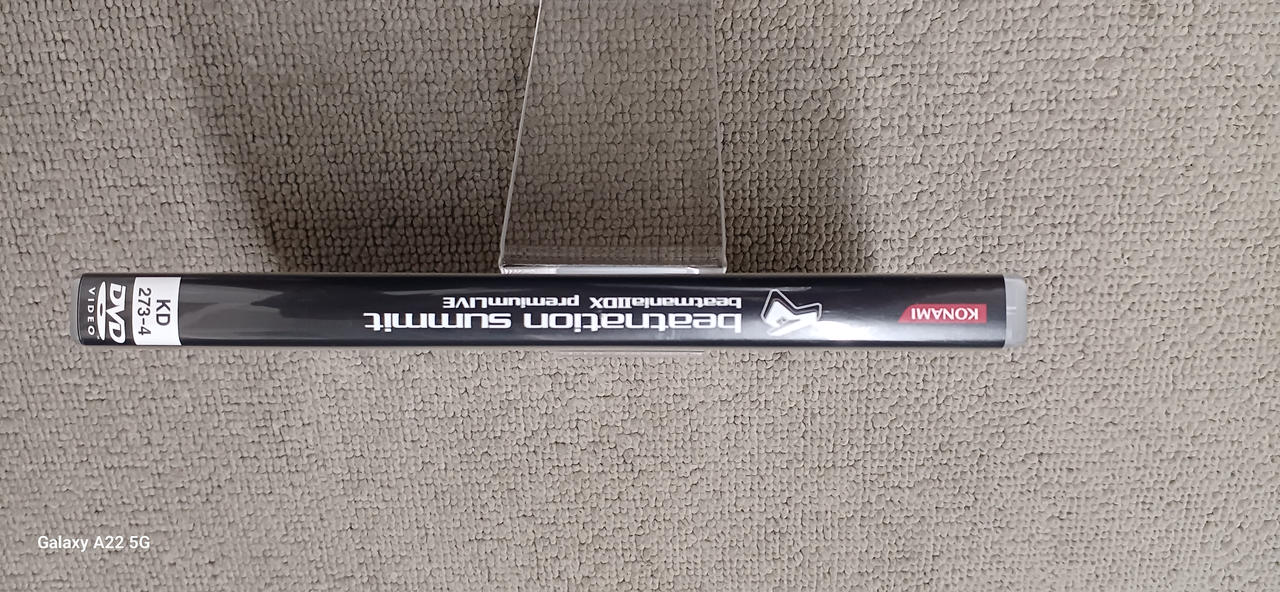 KONAMI
beatnation summit
beatmaniaIIDX premiumLIVE
KD
273-4
DVD
VIDEO
Galaxy A22 5G